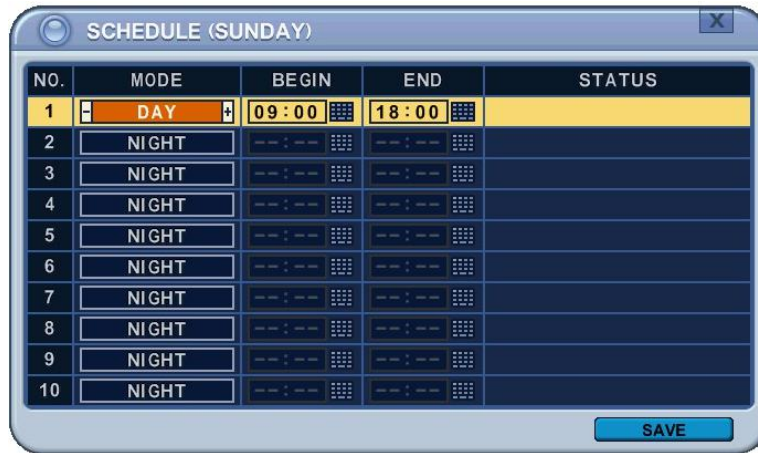 SCHEDULE (SUNDAY) X
NO. MODE BEGIN END STATUS
1 - DAY + 09:00 18:00
2 NIGHT --:-- --:--
3 NIGHT --:-- --:--
4 NIGHT --:-- --:--
5 NIGHT --:-- --:--
6 NIGHT --:-- --:--
7 NIGHT --:-- --:--
8 NIGHT --:-- --:--
9 NIGHT --:-- --:--
10 NIGHT --:-- --:--
SAVE